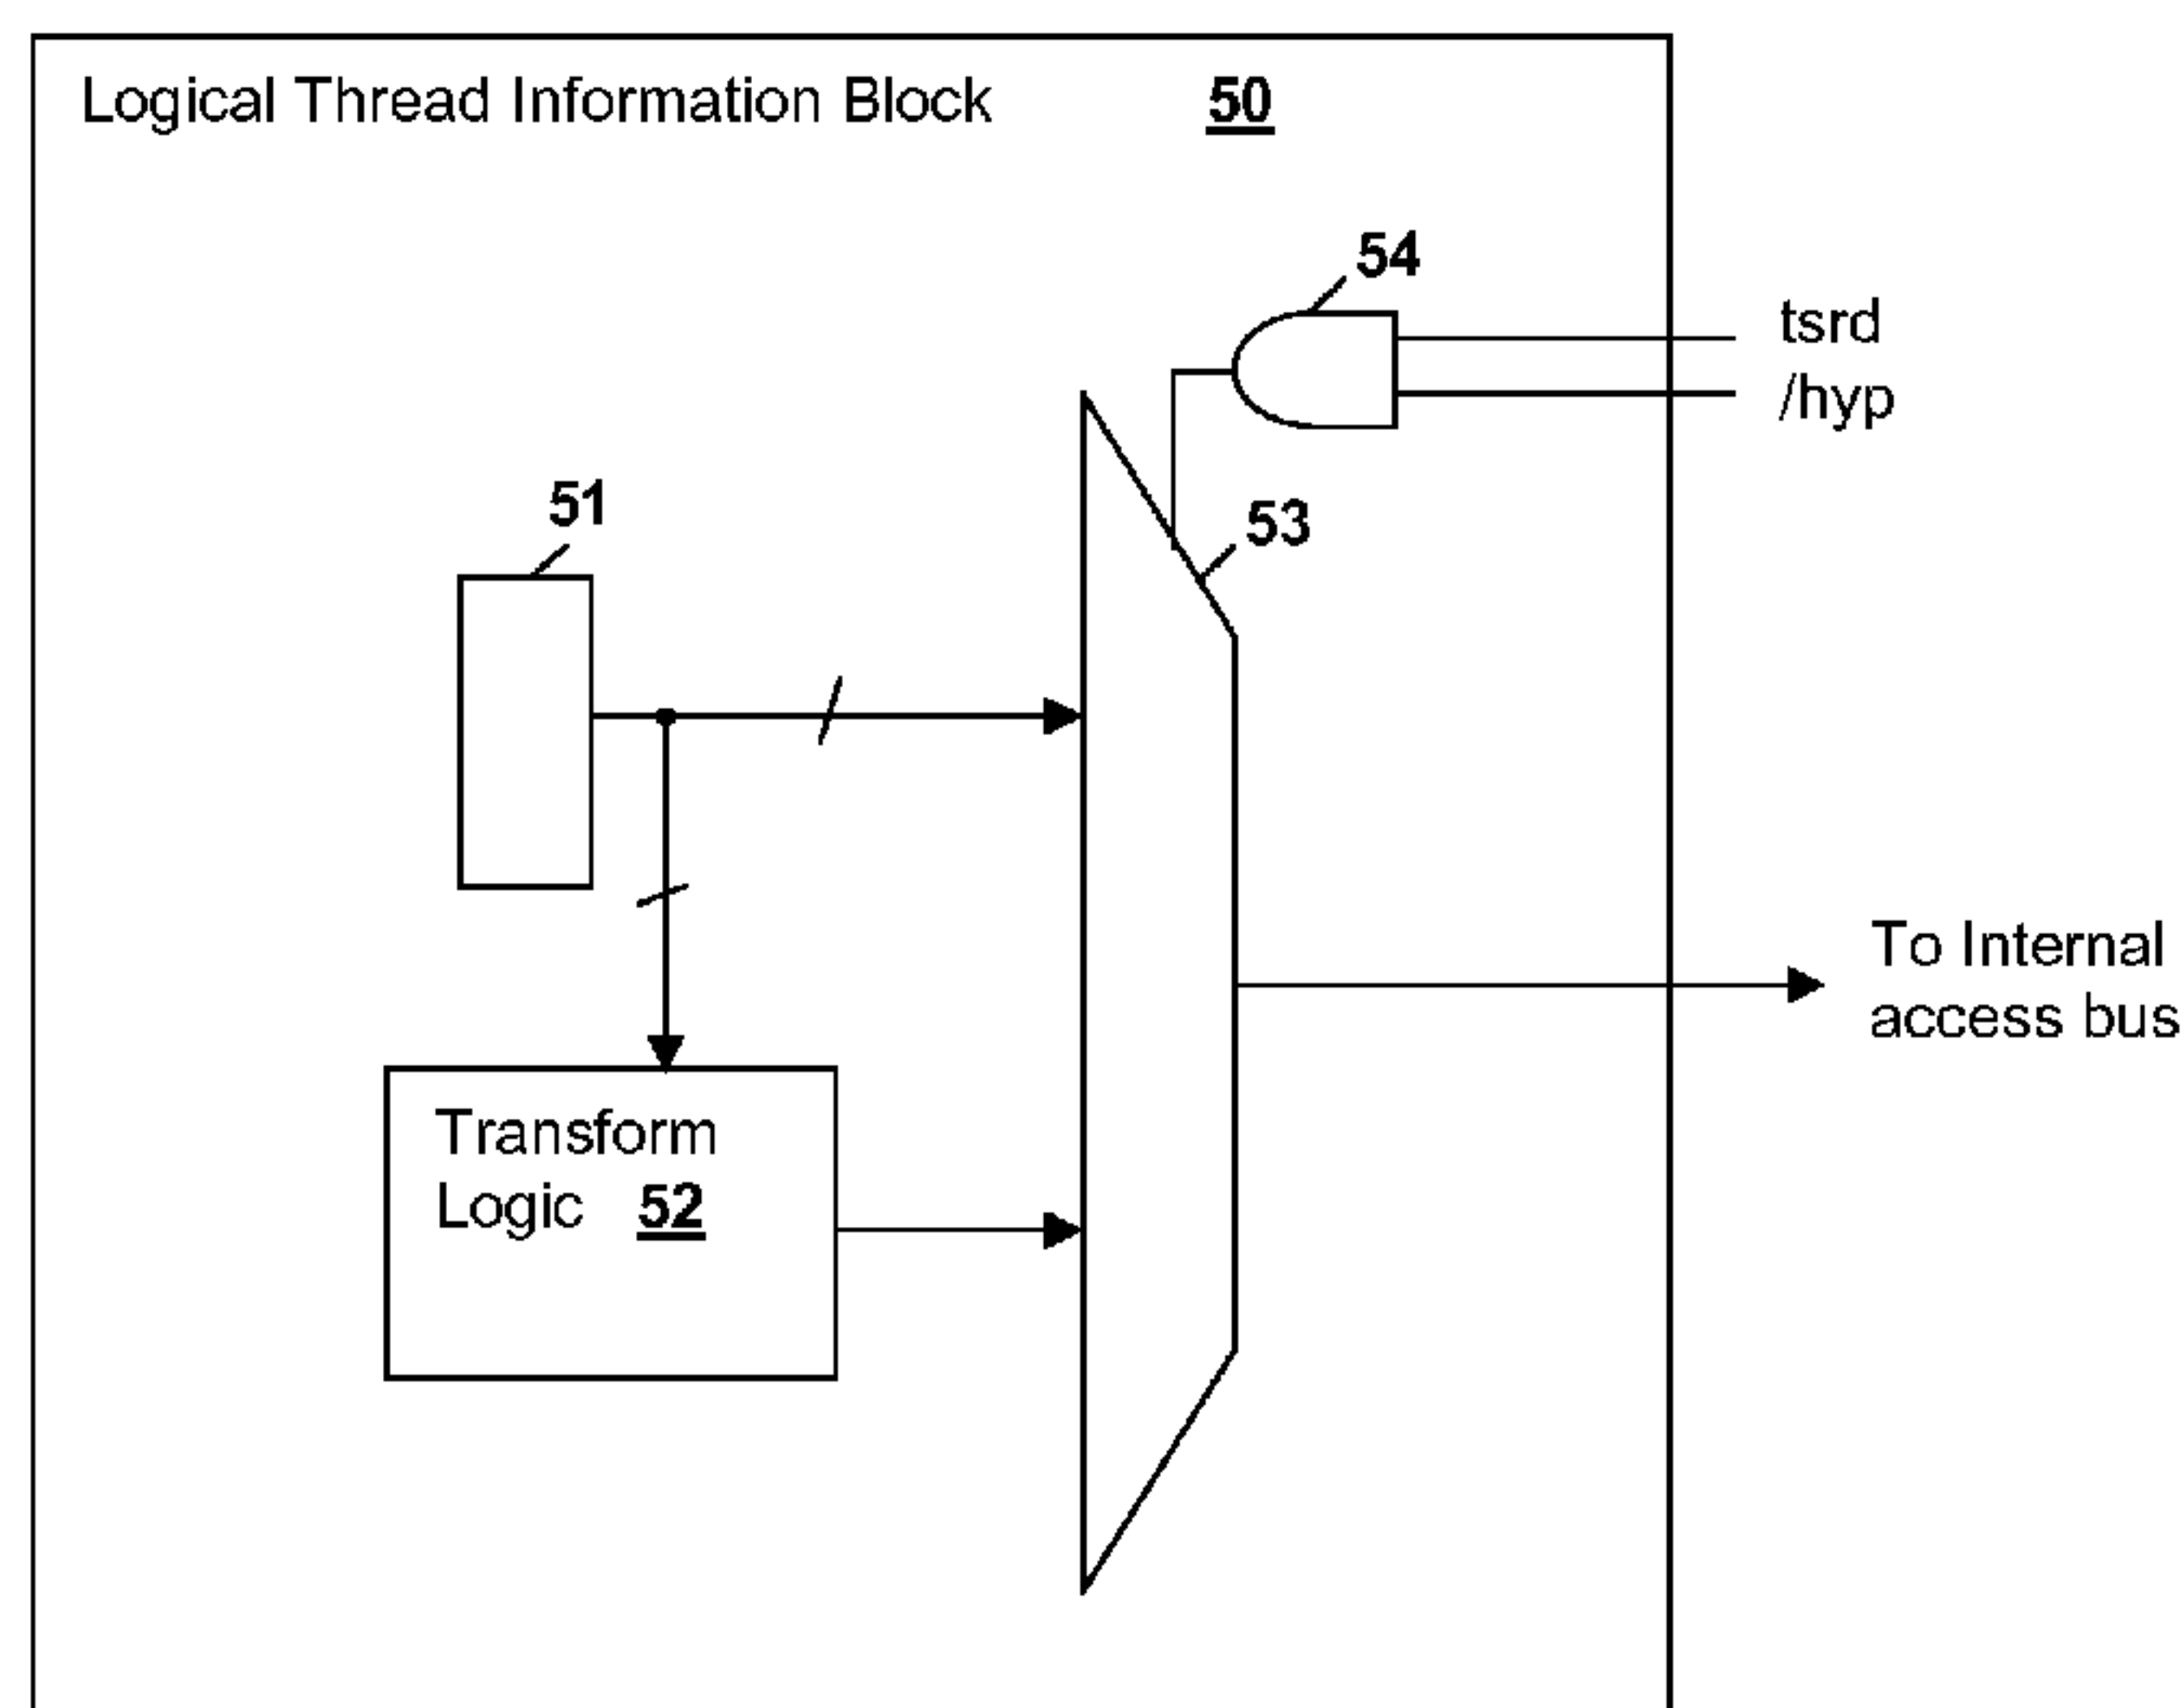 Logical Thread Information Block 50
54
tsrd
/hyp
51
53
To Internal
access bus
Transform
Logic 52